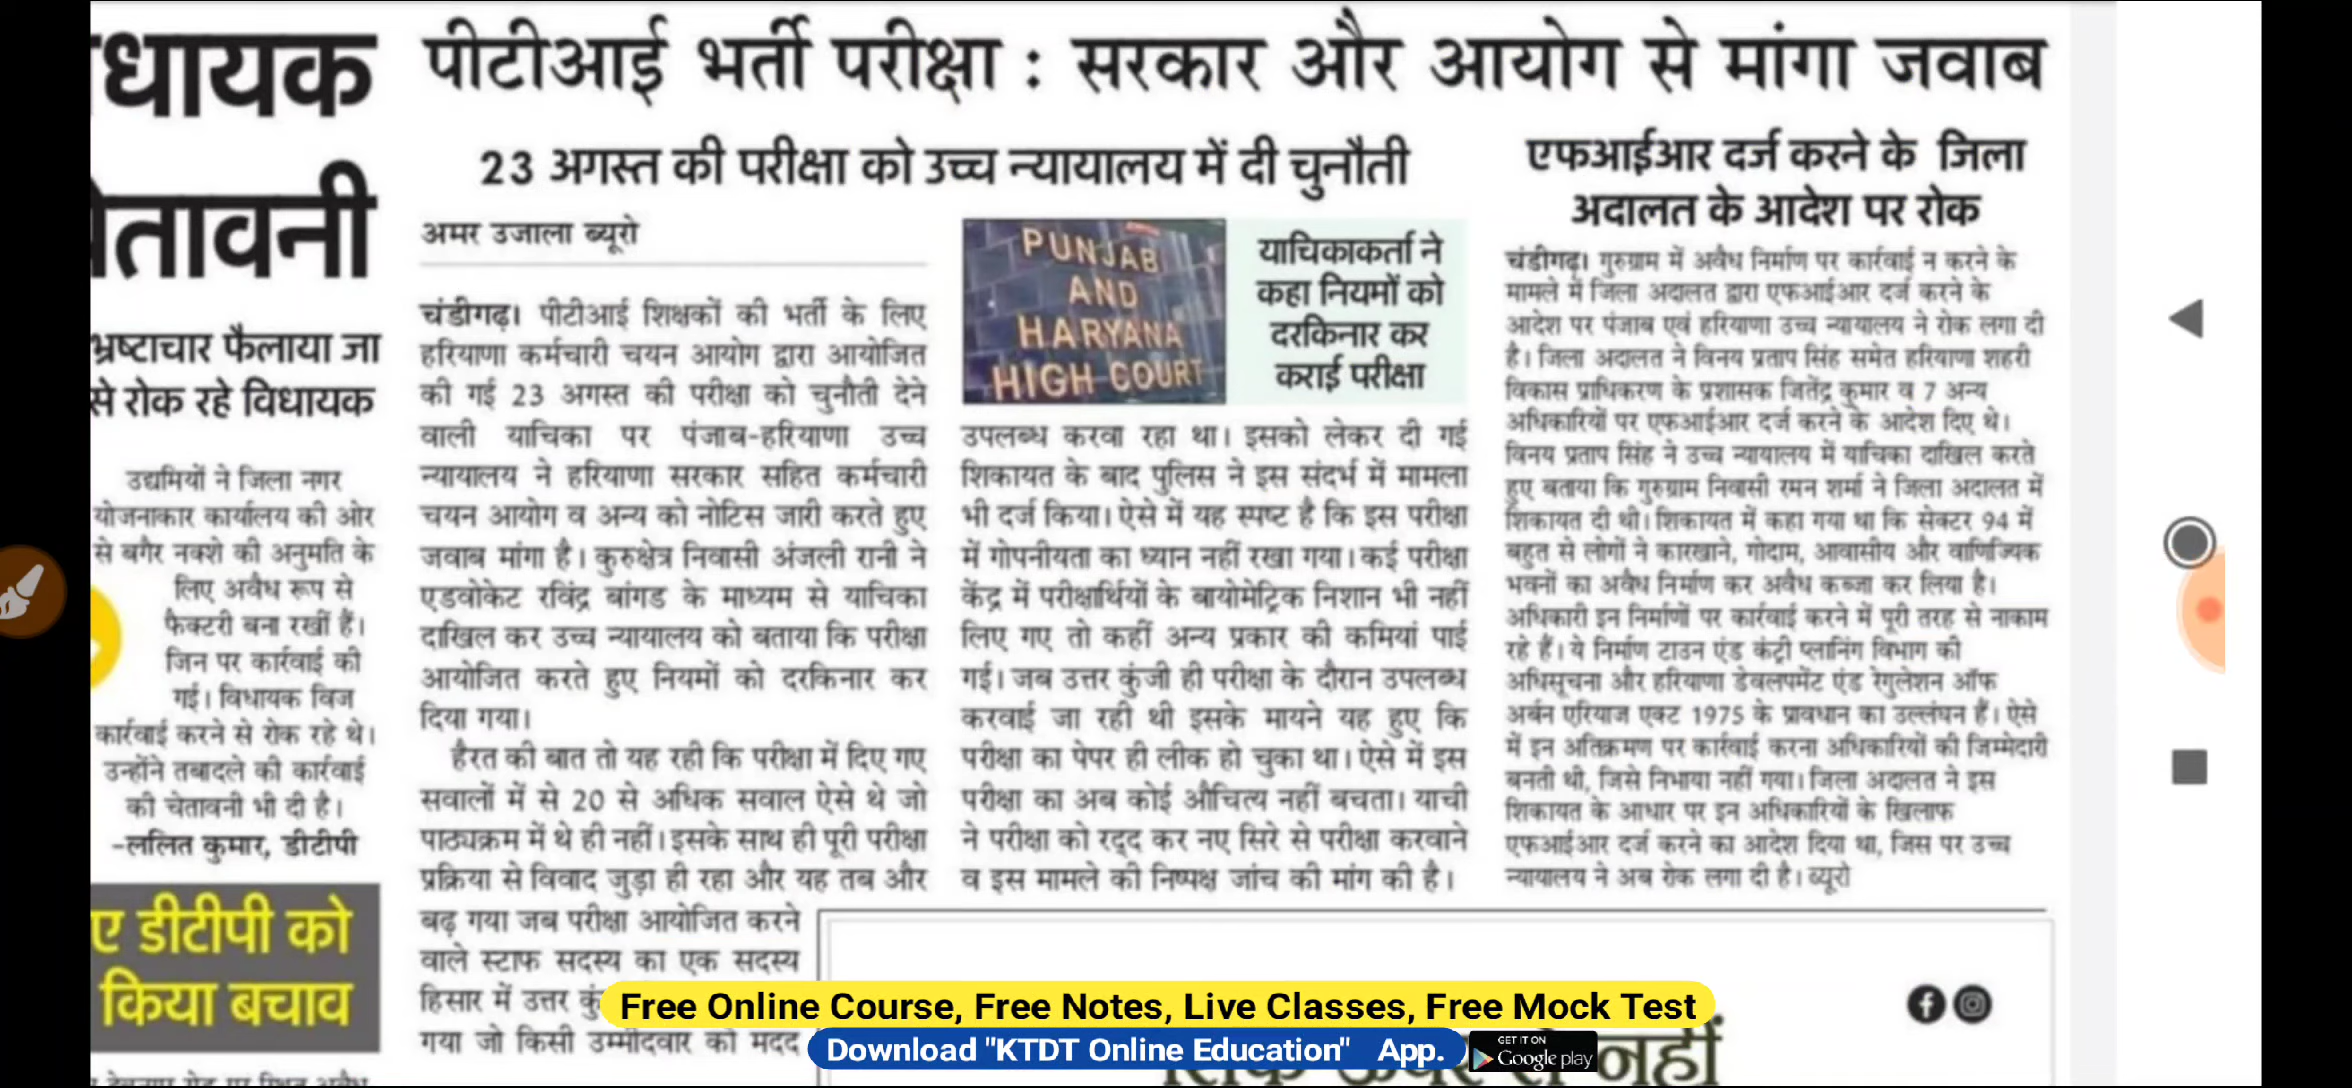 धायक
तावनी
भ्रष्टाचार फैलाया जा
से रोक रहे विधायक
उद्यमियों ने जिला नगर
योजनाकार कार्यालय की ओर
से बगैर नक्शे की अनुमति के
लिए अवैध रूप से
फैक्टरी बना रखीं हैं।
जिन पर कार्रवाई की
गई। विधायक विज
कार्रवाई करने से रोक रहे थे।
उन्होंने तबादले की कार्रवाई
की चेतावनी भी दी है।
-ललित कुमार, डीटीपी
ए डीटीपी को
किया बचाव
पीटीआई भर्ती परीक्षा : सरकार और आयोग से मांगा जवाब
23 अगस्त की परीक्षा को उच्च न्यायालय में दी चुनौती
अमर उजाला ब्यूरो
चंडीगढ़। पीटीआई शिक्षकों की भर्ती के लिए
हरियाणा कर्मचारी चयन आयोग द्वारा आयोजित
की गई 23 अगस्त की परीक्षा को चुनौती देने
वाली याचिका पर पंजाब-हरियाणा उच्च
न्यायालय ने हरियाणा सरकार सहित कर्मचारी
चयन आयोग व अन्य को नोटिस जारी करते हुए
जवाब मांगा है। कुरुक्षेत्र निवासी अंजली रानी ने
एडवोकेट रविंद्र बांगड के माध्यम से याचिका
दाखिल कर उच्च न्यायालय को बताया कि परीक्षा
आयोजित करते हुए नियमों को दरकिनार कर
दिया गया।
हैरत की बात तो यह रही कि परीक्षा में दिए गए
सवालों में से 20 से अधिक सवाल ऐसे थे जो
पाठ्यक्रम में थे ही नहीं। इसके साथ ही पूरी परीक्षा
प्रक्रिया से विवाद जुड़ा ही रहा और यह तब और
बढ़ गया जब परीक्षा आयोजित करने
वाले स्टाफ सदस्य का एक सदस्य
हिसार में उत्तर कुं
गया जो किसी उम्मीदवार को मदद
PUNJAB
AND
HARYANA
HIGH COURT
याचिकाकर्ता ने
कहा नियमों को
दरकिनार कर
कराई परीक्षा
उपलब्ध करवा रहा था। इसको लेकर दी गई
शिकायत के बाद पुलिस ने इस संदर्भ में मामला
भी दर्ज किया। ऐसे में यह स्पष्ट है कि इस परीक्षा
में गोपनीयता का ध्यान नहीं रखा गया। कई परीक्षा
केंद्र में परीक्षार्थियों के बायोमेट्रिक निशान भी नहीं
लिए गए तो कहीं अन्य प्रकार की कमियां पाई
गई। जब उत्तर कुंजी ही परीक्षा के दौरान उपलब्ध
करवाई जा रही थी इसके मायने यह हुए कि
परीक्षा का पेपर ही लीक हो चुका था। ऐसे में इस
परीक्षा का अब कोई औचित्य नहीं बचता। याची
ने परीक्षा को रद्द कर नए सिरे से परीक्षा करवाने
व इस मामले की निष्पक्ष जांच की मांग की है।
एफआईआर दर्ज करने के जिला
अदालत के आदेश पर रोक
चंडीगढ़। गुरुग्राम में अवैध निर्माण पर कार्रवाई न करने के
मामले में जिला अदालत द्वारा एफआईआर दर्ज करने के
आदेश पर पंजाब एवं हरियाणा उच्च न्यायालय ने रोक लगा दी
है। जिला अदालत ने विनय प्रताप सिंह समेत हरियाणा शहरी
विकास प्राधिकरण के प्रशासक जितेंद्र कुमार व 7 अन्य
अधिकारियों पर एफआईआर दर्ज करने के आदेश दिए थे।
विनय प्रताप सिंह ने उच्च न्यायालय में याचिका दाखिल करते
हुए बताया कि गुरुग्राम निवासी रमन शर्मा ने जिला अदालत में
शिकायत दी थी। शिकायत में कहा गया था कि सेक्टर 94 में
बहुत से लोगों ने कारखाने, गोदाम, आवासीय और वाणिज्यिक
भवनों का अवैध निर्माण कर अवैध कब्जा कर लिया है।
अधिकारी इन निर्माणों पर कार्रवाई करने में पूरी तरह से नाकाम
रहे हैं। ये निर्माण टाउन एंड कंट्री प्लानिंग विभाग की
अधिसूचना और हरियाणा डेवलपमेंट एंड रेगुलेशन ऑफ
अर्बन एरियाज एक्ट 1975 के प्रावधान का उल्लंघन हैं। ऐसे
में इन अतिक्रमण पर कार्रवाई करना अधिकारियों की जिम्मेदारी
बनती थी, जिसे निभाया नहीं गया। जिला अदालत ने इस
शिकायत के आधार पर इन अधिकारियों के खिलाफ
एफआईआर दर्ज करने का आदेश दिया था, जिस पर उच्च
न्यायालय ने अब रोक लगा दी है। ब्यूरो
Free Online Course, Free Notes, Live Classes, Free Mock Test
Download "KTDT Online Education" App.
GET IT ON
Google play
नहीं